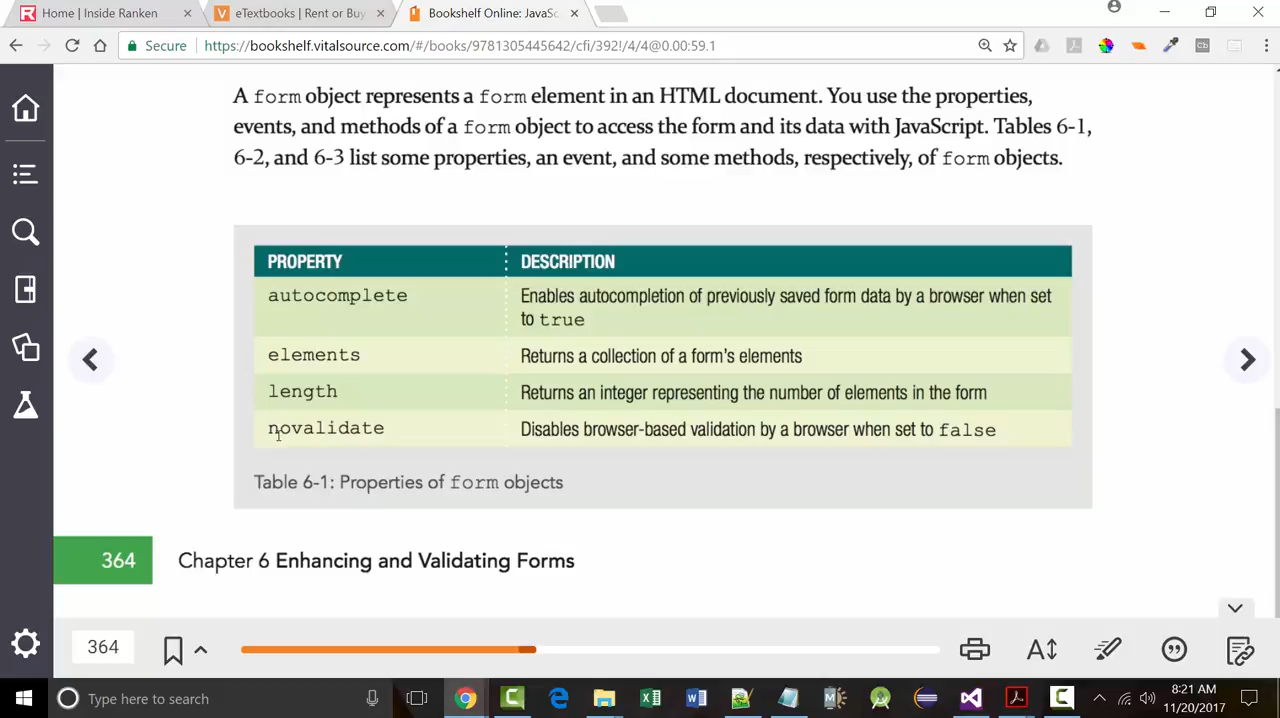 Home | Inside Ranken
eTextbooks | Rent or Buy
Bookshelf Online: JavaSc
Secure
https://bookshelf.vitalsource.com/#/books/9781305445642/cfi/392!/4/4@0.00:59.1
A form object represents a form element in an HTML document. You use the properties,
events, and methods of a form object to access the form and its data with JavaScript. Tables 6-1,
6-2, and 6-3 list some properties, an event, and some methods, respectively, of form objects.
PROPERTY DESCRIPTION
autocomplete Enables autocompletion of previously saved form data by a browser when set
to true
elements Returns a collection of a form's elements
length Returns an integer representing the number of elements in the form
novalidate Disables browser-based validation by a browser when set to false
Table 6-1: Properties of form objects
364 Chapter 6 Enhancing and Validating Forms
364
Type here to search
8:21 AM
11/20/2017